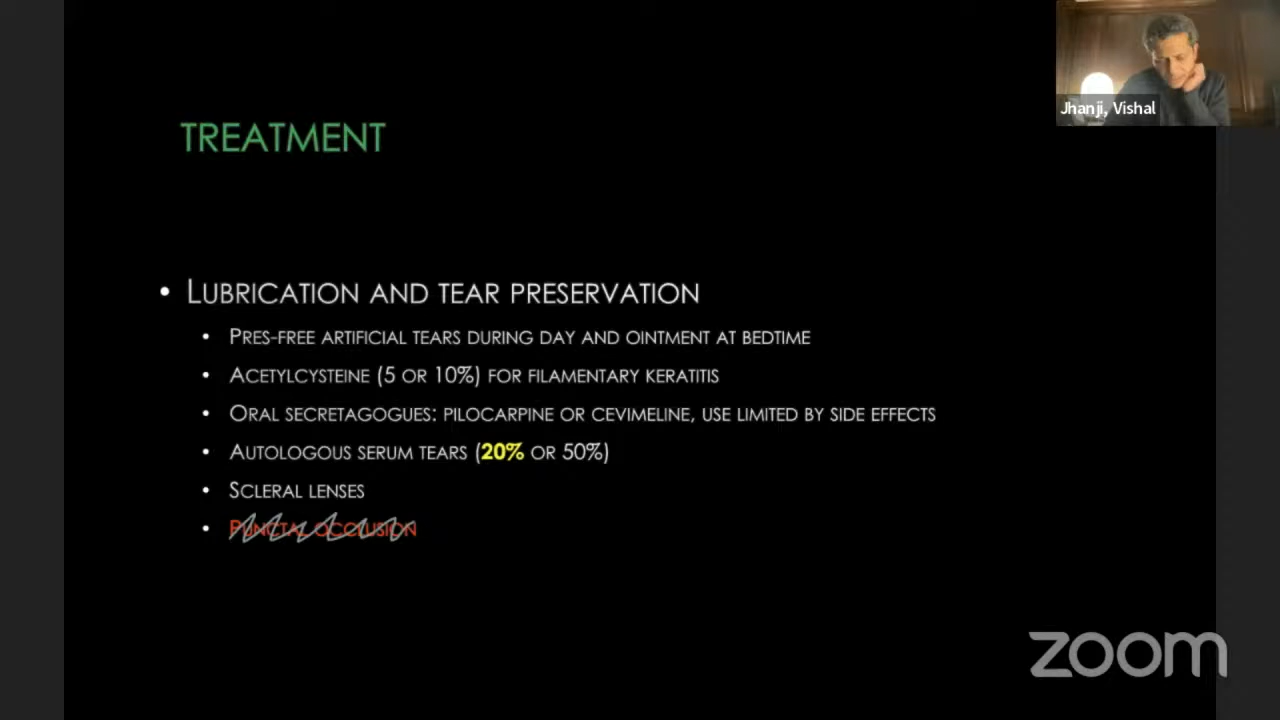 Jhanji, Vishal
TREATMENT
• LUBRICATION AND TEAR PRESERVATION
• PRES-FREE ARTIFICIAL TEARS DURING DAY AND OINTMENT AT BEDTIME
• ACETYLCYSTEINE (5 OR 10%) FOR FILAMENTARY KERATITIS
• ORAL SECRETAGOGUES: PILOCARPINE OR CEVIMELINE, USE LIMITED BY SIDE EFFECTS
• AUTOLOGOUS SERUM TEARS (20% OR 50%)
• SCLERAL LENSES
• PUNCTAL OCCLUSION
zoom